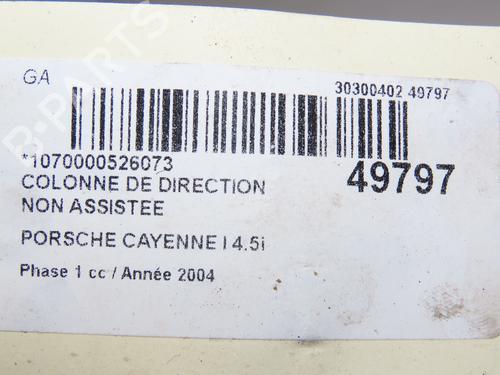 GA
30300402 49797
*1070000526073
49797
COLONNE DE DIRECTION
NON ASSISTEE
PORSCHE CAYENNE I 4.5i
Phase 1 cc / Année 2004
B-PARTS